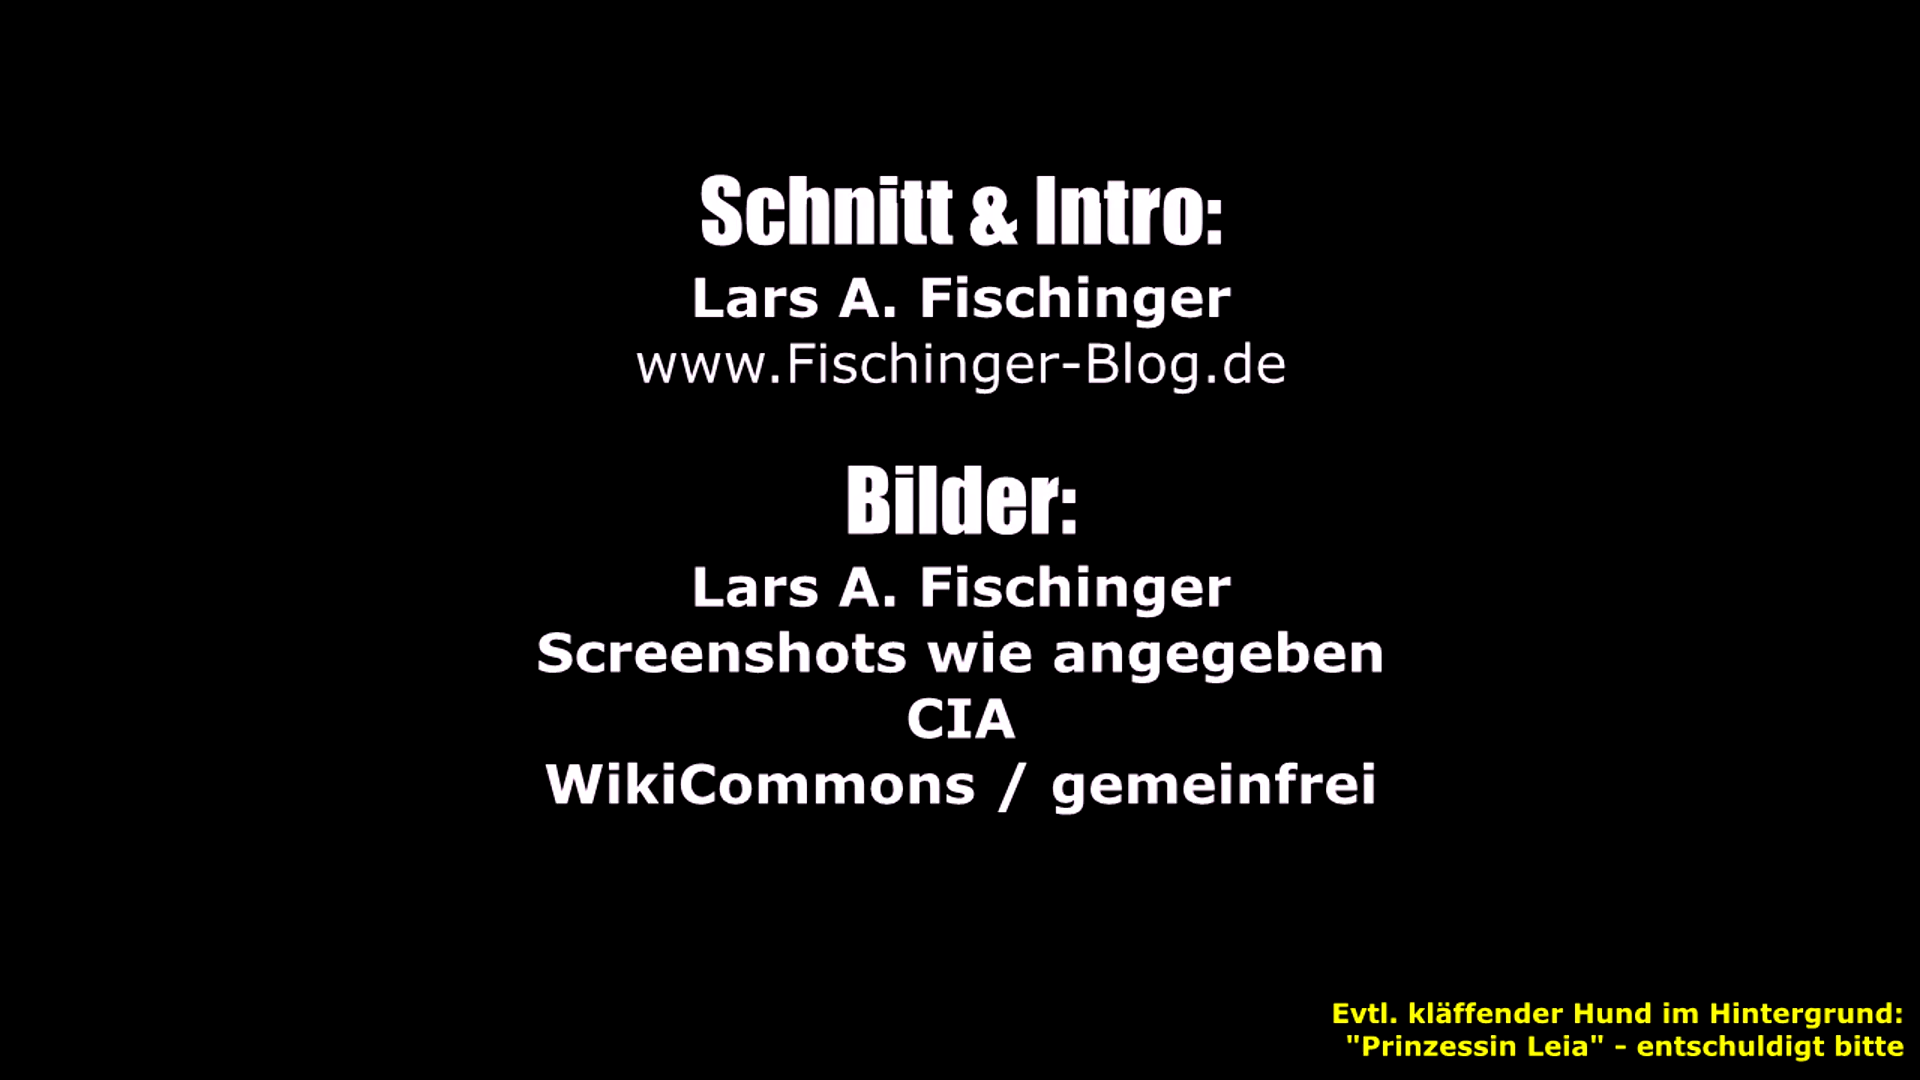 Schnitt & Intro:
Lars A. Fischinger
www.Fischinger-Blog.de
Bilder:
Lars A. Fischinger
Screenshots wie angegeben
CIA
WikiCommons / gemeinfrei
Evtl. kläffender Hund im Hintergrund:
"Prinzessin Leia" - entschuldigt bitte